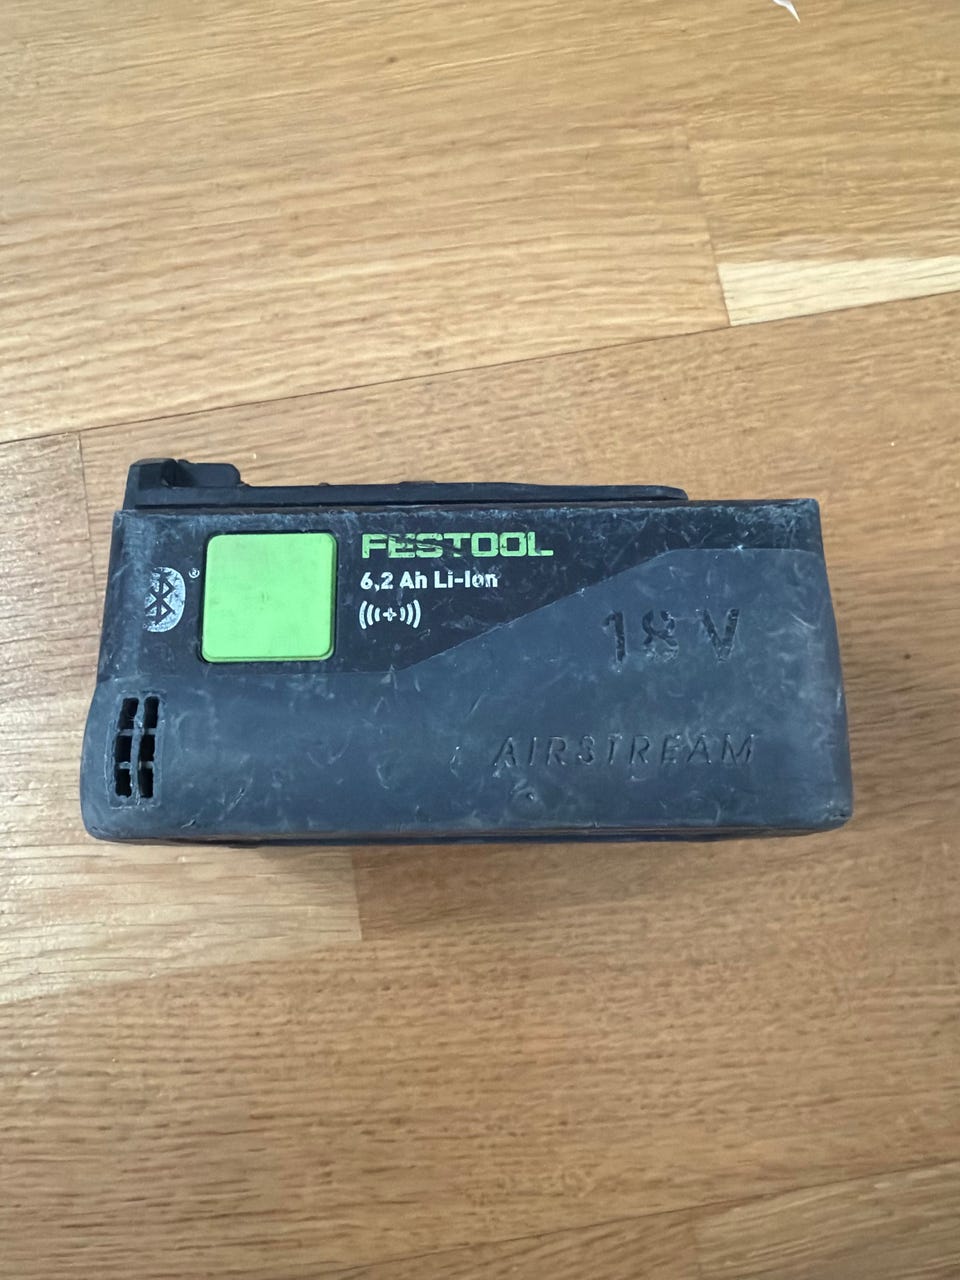 FESTOOL
6,2 Ah Li-Ion
(((+)))
18 V
AIRSTREAM
®